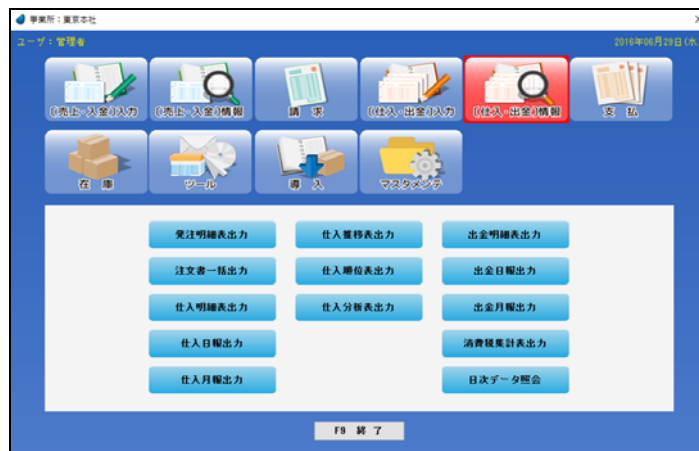 事業所：東京本社
ユーザ：管理者
2016年06月29日(水
[売上・入金]入力
[売上・入金]情報
請 求
[仕入・出金]入力
[仕入・出金]情報
支 払
在 庫
ツール
導 入
マスタメンテ
発注明細表出力
仕入推移表出力
出金明細表出力
注文書一括出力
仕入順位表出力
出金日報出力
仕入明細表出力
仕入分析表出力
出金月報出力
仕入日報出力
消費税集計表出力
仕入月報出力
日次データ照会
F9 終 了